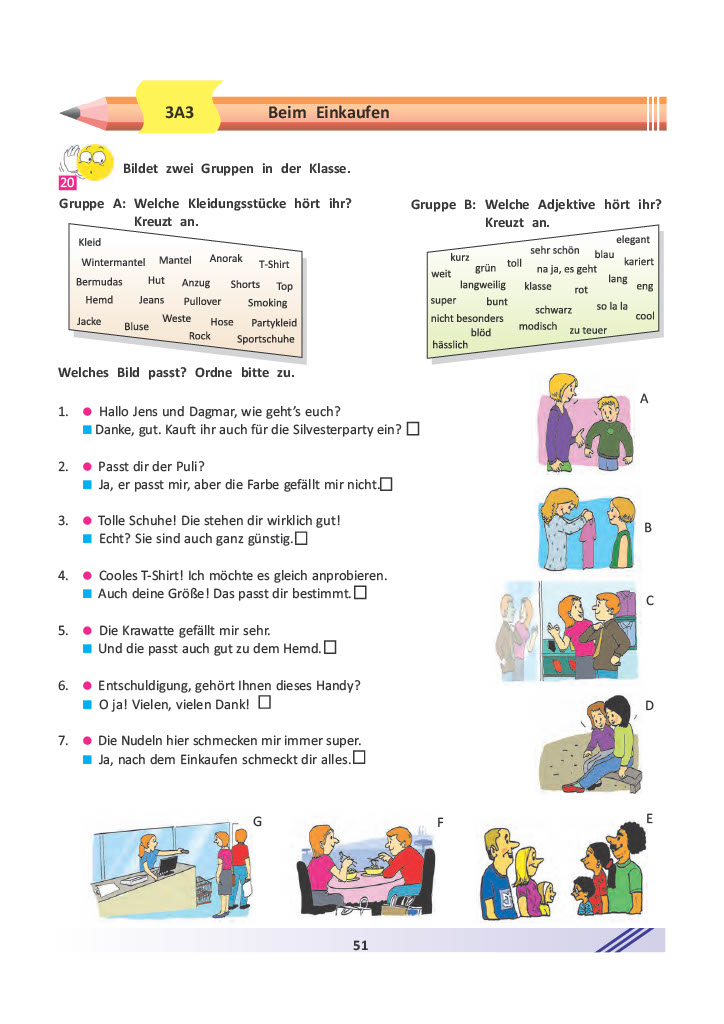 3A3 Beim Einkaufen
20
Bildet zwei Gruppen in der Klasse.
Gruppe A: Welche Kleidungsstücke hört ihr?
Kreuzt an.
Kleid
Wintermantel Mantel Anorak T-Shirt
Bermudas Hut Anzug Shorts Top
Hemd Jeans Pullover Smoking
Jacke Bluse Weste Hose Partykleid
Rock Sportschuhe
Gruppe B: Welche Adjektive hört ihr?
Kreuzt an.
elegant
kurz sehr schön blau
weit grün toll na ja, es geht kariert
langweilig klasse rot lang eng
super bunt schwarz so la la
nicht besonders cool
blöd modisch zu teuer
hässlich
Welches Bild passt? Ordne bitte zu.
1. Hallo Jens und Dagmar, wie geht's euch?
Danke, gut. Kauft ihr auch für die Silvesterparty ein?
2. Passt dir der Puli?
Ja, er passt mir, aber die Farbe gefällt mir nicht.
3. Tolle Schuhe! Die stehen dir wirklich gut!
Echt? Sie sind auch ganz günstig.
4. Cooles T-Shirt! Ich möchte es gleich anprobieren.
Auch deine Größe! Das passt dir bestimmt.
5. Die Krawatte gefällt mir sehr.
Und die passt auch gut zu dem Hemd.
6. Entschuldigung, gehört Ihnen dieses Handy?
O ja! Vielen, vielen Dank!
7. Die Nudeln hier schmecken mir immer super.
Ja, nach dem Einkaufen schmeckt dir alles.
A
B
C
D
G
F
E
51